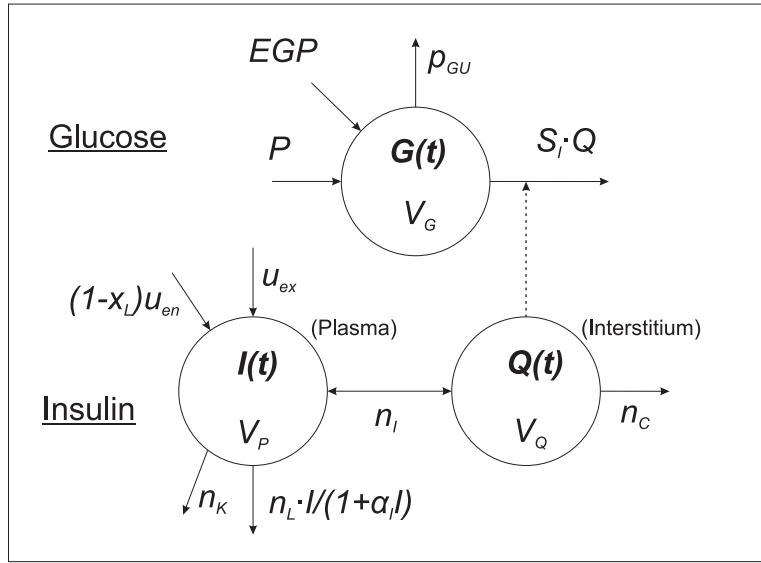 EGP
p_GU
Glucose
P
G(t)
S_I·Q
V_G
(1-x_L)u_en
u_ex
(Plasma)
(Interstitium)
I(t)
Q(t)
Insulin
V_P
n_I
V_Q
n_C
n_K
n_L·I/(1+α_I I)